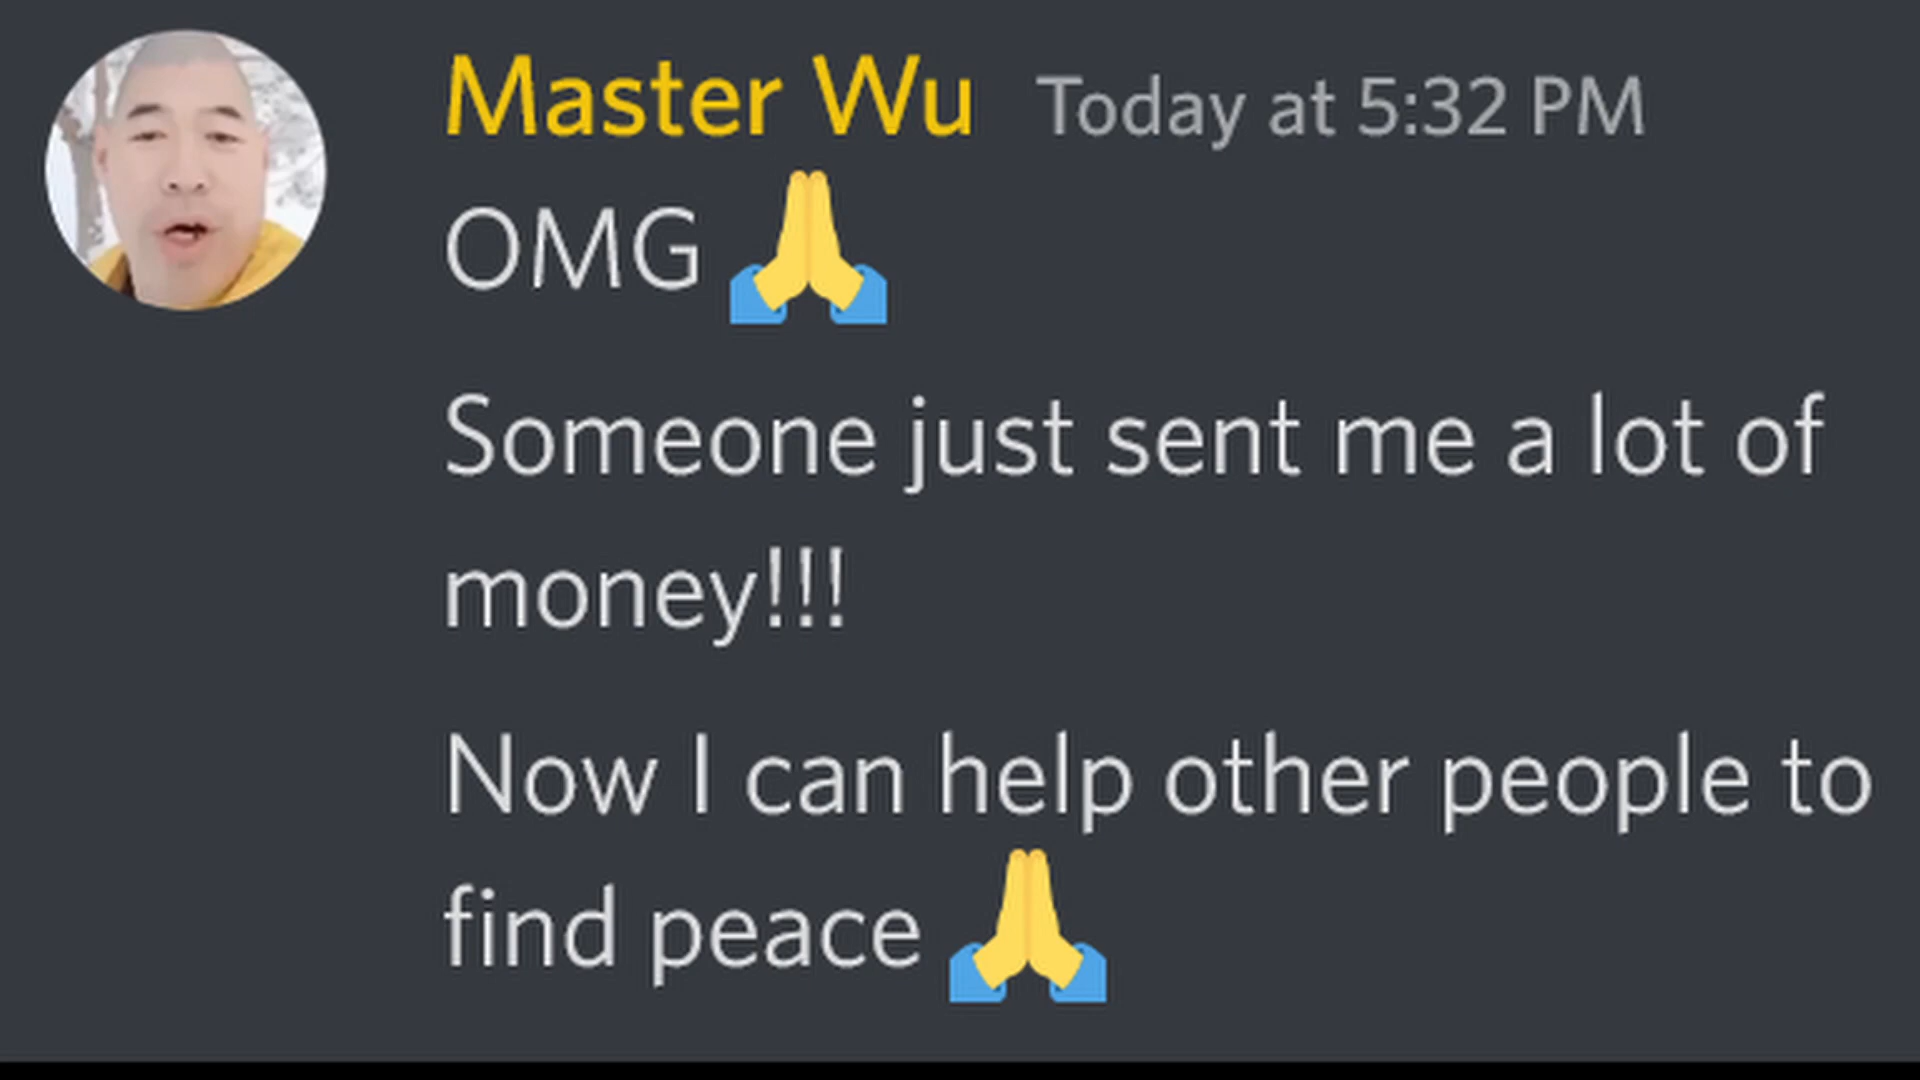 Master Wu Today at 5:32 PM
OMG 🙏
Someone just sent me a lot of
money!!!
Now I can help other people to
find peace 🙏